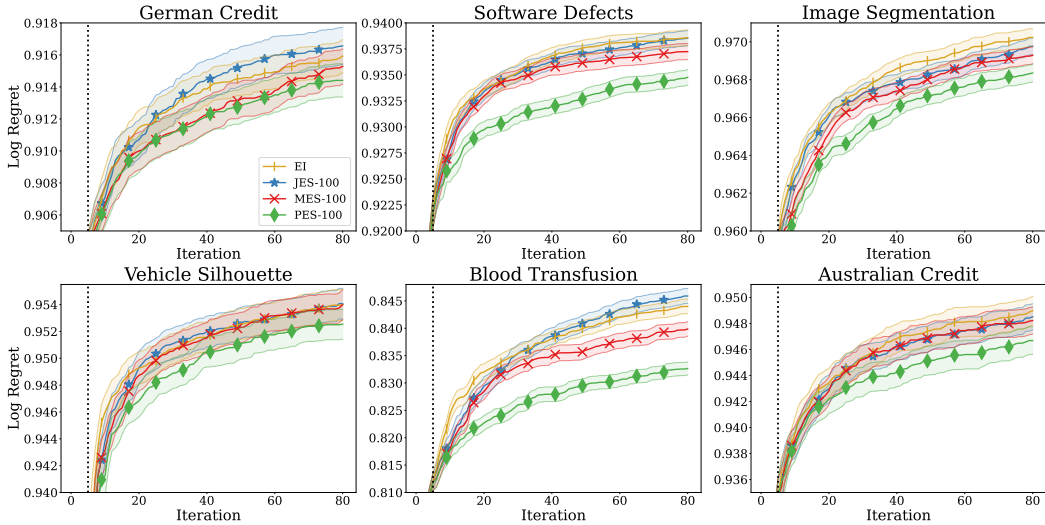 German Credit
Software Defects
Image Segmentation
Log Regret
0.918
0.916
0.914
0.912
0.910
0.908
0.906
EI
JES-100
MES-100
PES-100
0 20 40 60 80
Iteration
0.9400
0.9375
0.9350
0.9325
0.9300
0.9275
0.9250
0.9225
0.9200
0 20 40 60 80
Iteration
0.970
0.968
0.966
0.964
0.962
0.960
0 20 40 60 80
Iteration
Vehicle Silhouette
Blood Transfusion
Australian Credit
Log Regret
0.954
0.952
0.950
0.948
0.946
0.944
0.942
0.940
0 20 40 60 80
Iteration
0.845
0.840
0.835
0.830
0.825
0.820
0.815
0.810
0 20 40 60 80
Iteration
0.950
0.948
0.946
0.944
0.942
0.940
0.938
0.936
0 20 40 60 80
Iteration